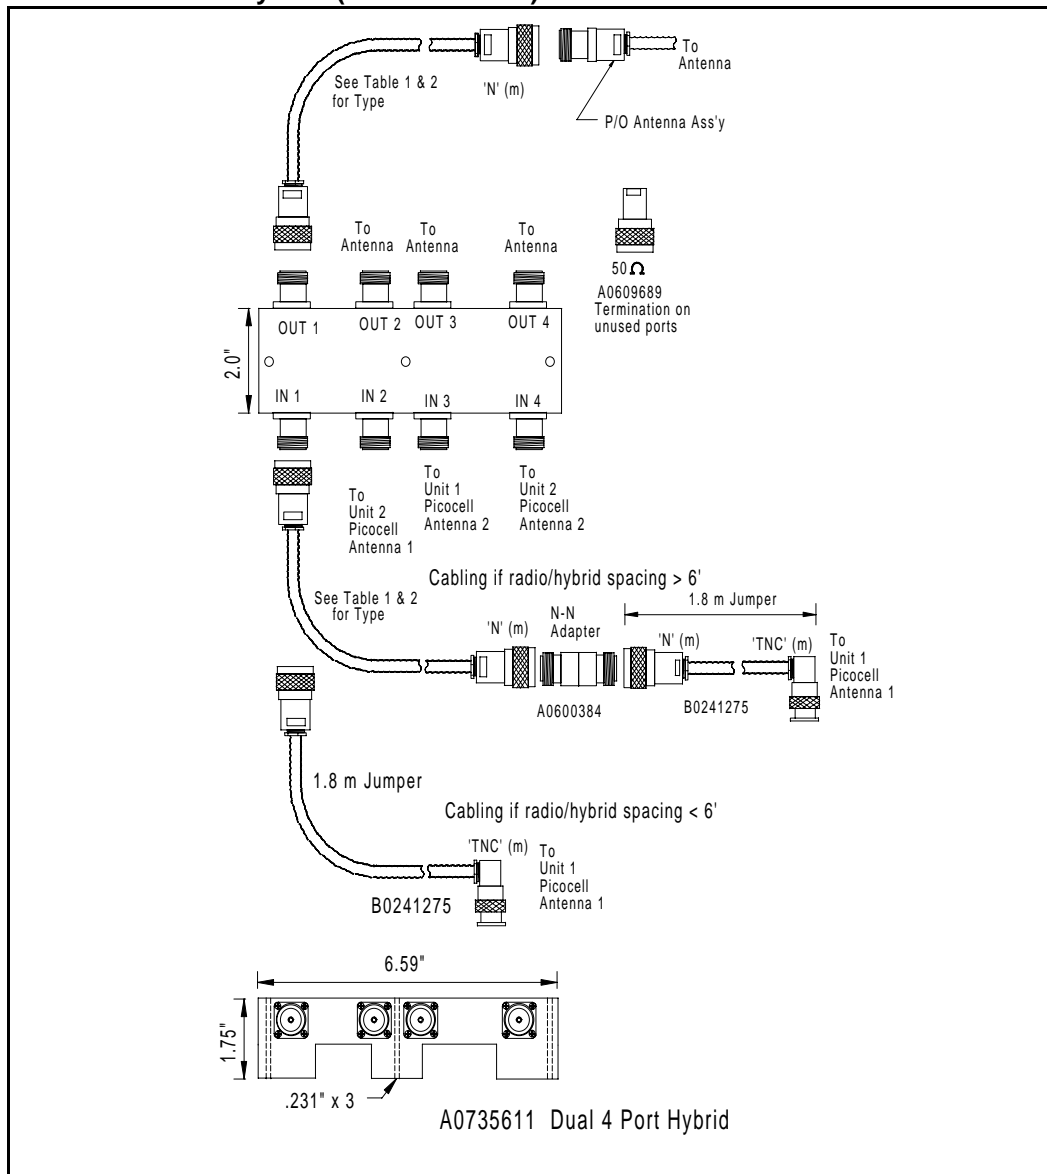 To
Antenna
See Table 1 & 2
for Type
'N' (m)
P/O Antenna Ass'y
To
Antenna
To
Antenna
To
Antenna
50 Ω
A0609689
Termination on
unused ports
OUT 1
OUT 2
OUT 3
OUT 4
2.0"
IN 1
IN 2
IN 3
IN 4
To
Unit 2
Picocell
Antenna 1
To
Unit 1
Picocell
Antenna 2
To
Unit 2
Picocell
Antenna 2
Cabling if radio/hybrid spacing > 6'
See Table 1 & 2
for Type
'N' (m)
N-N
Adapter
A0600384
1.8 m Jumper
'N' (m)
'TNC' (m)
B0241275
To
Unit 1
Picocell
Antenna 1
1.8 m Jumper
Cabling if radio/hybrid spacing < 6'
'TNC' (m)
To
Unit 1
Picocell
Antenna 1
B0241275
6.59"
1.75"
.231" x 3
A0735611 Dual 4 Port Hybrid